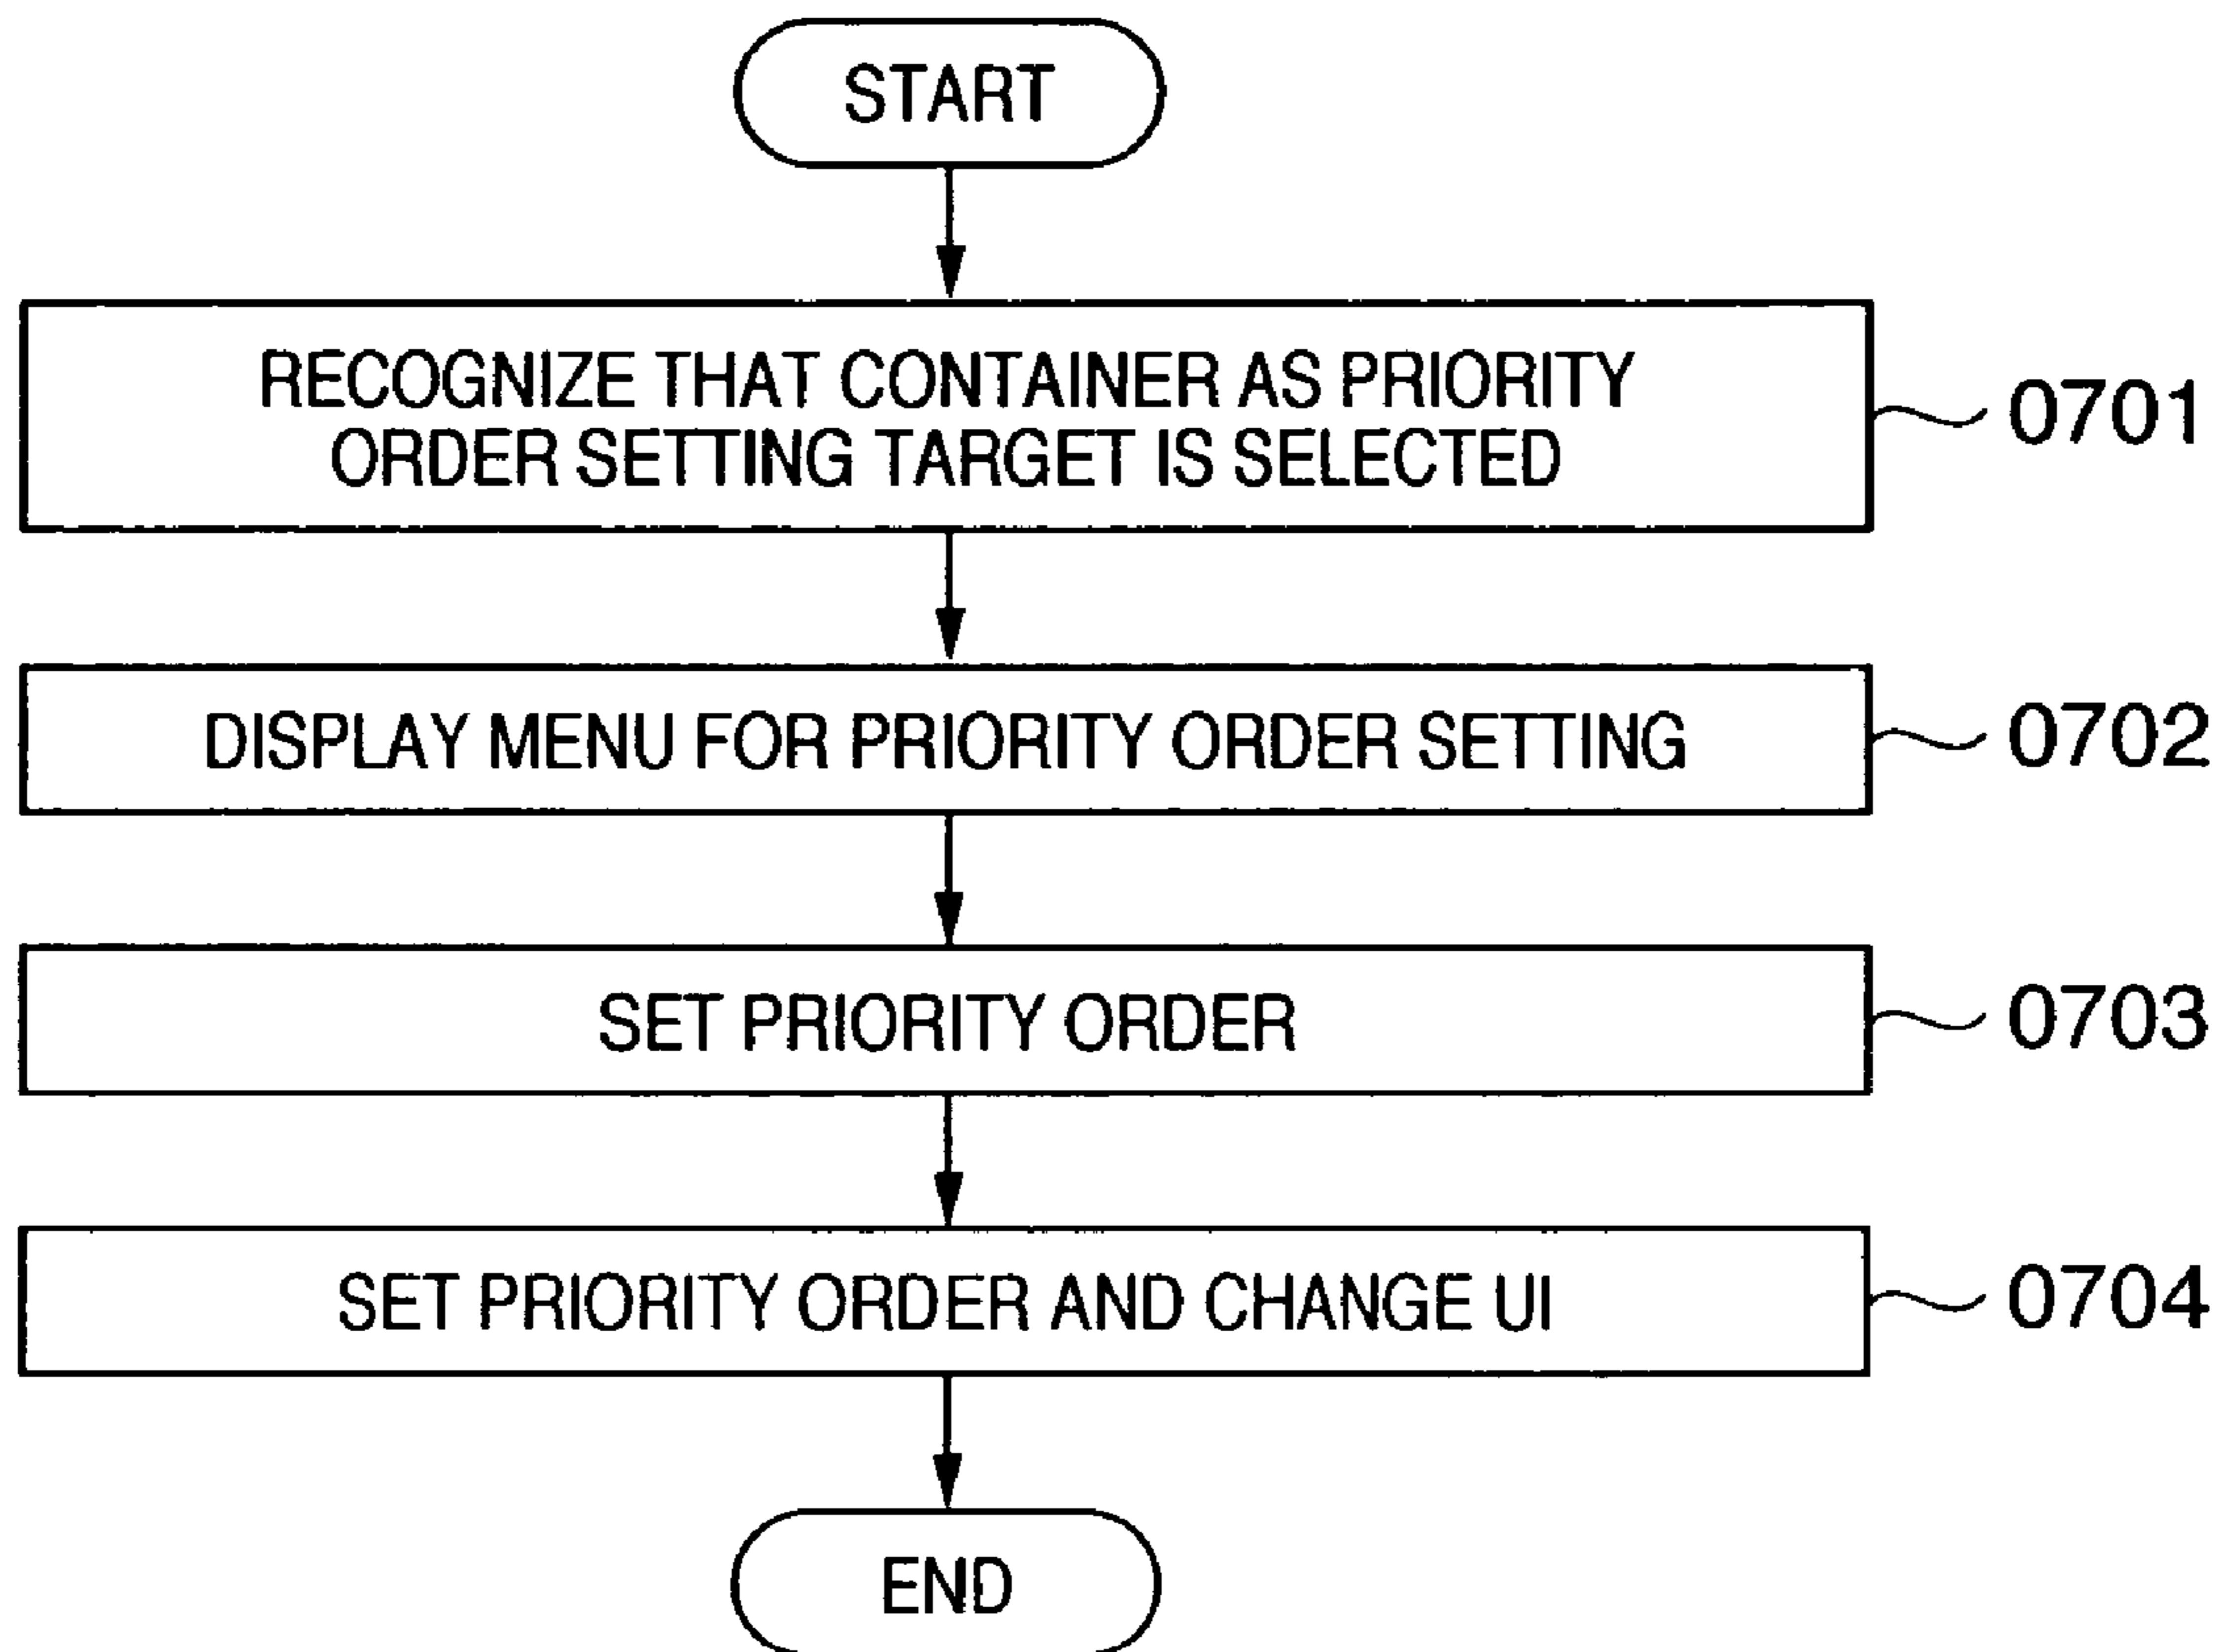 START
RECOGNIZE THAT CONTAINER AS PRIORITY
ORDER SETTING TARGET IS SELECTED
0701
DISPLAY MENU FOR PRIORITY ORDER SETTING
0702
SET PRIORITY ORDER
0703
SET PRIORITY ORDER AND CHANGE UI
0704
END